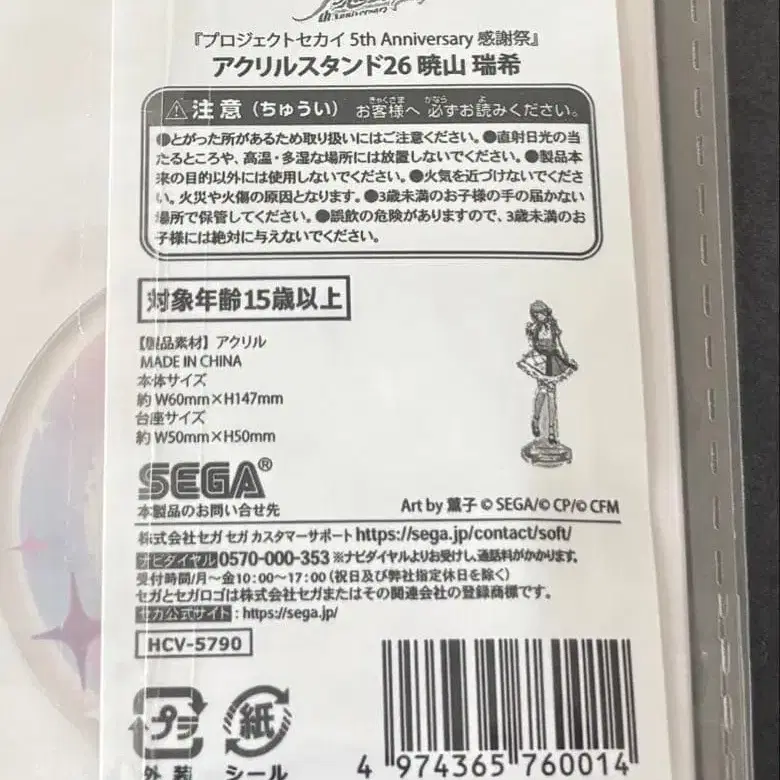 th ANNIVERSARY
『プロジェクトセカイ 5th Anniversary 感謝祭』
アクリルスタンド26 暁山 瑞希
注意（ちゅうい） お客様へ 必ずお読みください。
●とがった所があるため取り扱いにはご注意ください。●直射日光の当
たるところや、高温・多湿な場所には放置しないでください。●製品本
来の目的以外には使用しないでください。●火気を近づけないでくださ
い。火災や火傷の原因となります。●3歳未満のお子様の手の届かない
場所で保管してください。●誤飲の危険がありますので、3歳未満のお
子様には絶対に与えないでください。
対象年齢15歳以上
【製品素材】アクリル
MADE IN CHINA
本体サイズ
約 W60mm×H147mm
台座サイズ
約 W50mm×H50mm
SEGA®
本製品のお問い合せ先
Art by 薫子 © SEGA/© CP/© CFM
株式会社セガ セガ カスタマーサポート https://sega.jp/contact/soft/
ナビダイヤル 0570-000-353 ※ナビダイヤルよりお受けし、通話料がかかります。
受付時間/月～金10:00～17:00（祝日及び弊社指定休日を除く）
セガとセガロゴは株式会社セガまたはその関連会社の登録商標です。
セガ公式サイト：https://sega.jp/
HCV-5790
プラ
外装
紙
シール
4 974365 760014